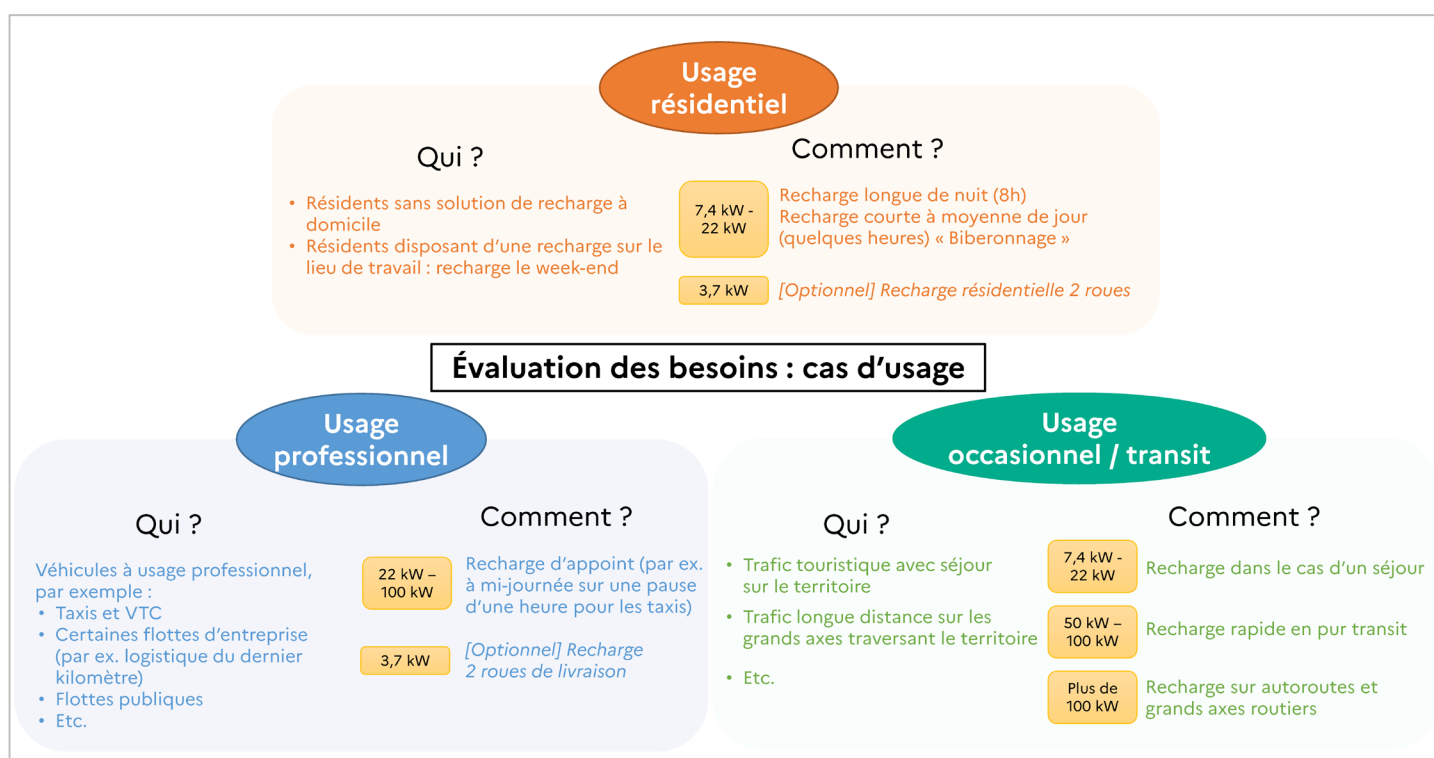 Usage
résidentiel
Qui ?
• Résidents sans solution de recharge à
domicile
• Résidents disposant d’une recharge sur le
lieu de travail : recharge le week-end
Comment ?
7,4 kW -
22 kW
Recharge longue de nuit (8h)
Recharge courte à moyenne de jour
(quelques heures) « Biberonnage »
3,7 kW
[Optionnel] Recharge résidentielle 2 roues
Évaluation des besoins : cas d’usage
Usage
professionnel
Qui ?
Véhicules à usage professionnel,
par exemple :
• Taxis et VTC
• Certaines flottes d’entreprise
(par ex. logistique du dernier
kilomètre)
• Flottes publiques
• Etc.
Comment ?
22 kW –
100 kW
Recharge d’appoint (par ex.
à mi-journée sur une pause
d’une heure pour les taxis)
3,7 kW
[Optionnel] Recharge
2 roues de livraison
Usage
occasionnel / transit
Qui ?
• Trafic touristique avec séjour
sur le territoire
• Trafic longue distance sur les
grands axes traversant le territoire
• Etc.
Comment ?
7,4 kW -
22 kW
Recharge dans le cas d’un séjour
50 kW –
100 kW
Recharge rapide en pur transit
Plus de
100 kW
Recharge sur autoroutes et
grands axes routiers